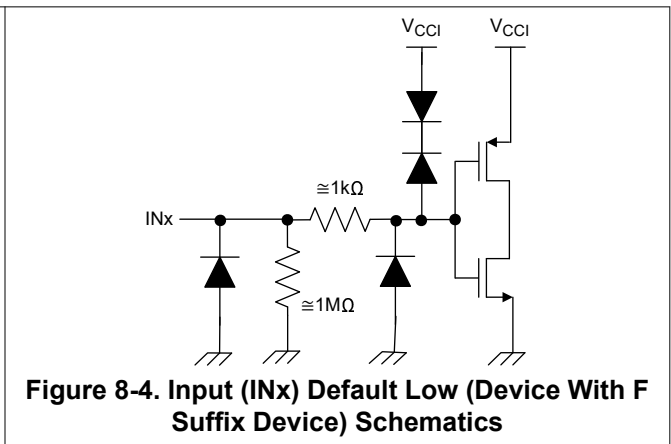 VCCI VCCI
≅1kΩ
INx
≅1MΩ
Figure 8-4. Input (INx) Default Low (Device With F
Suffix Device) Schematics